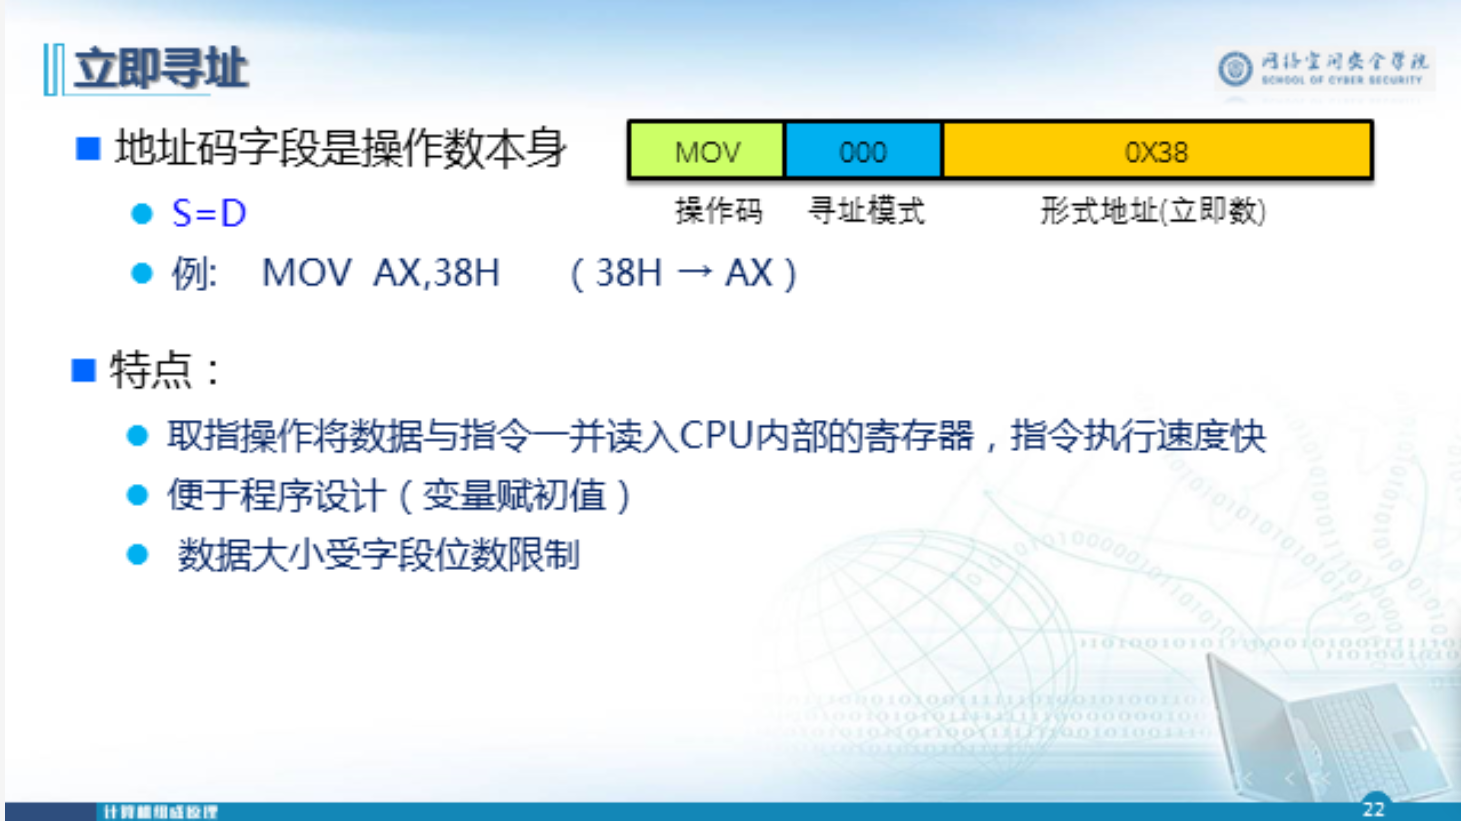 立即寻址
网络空间安全学院
SCHOOL OF CYBER SECURITY
地址码字段是操作数本身
MOV 000 0X38
操作码 寻址模式 形式地址(立即数)
S=D
例: MOV AX,38H （38H → AX）
特点：
取指操作将数据与指令一并读入CPU内部的寄存器，指令执行速度快
便于程序设计（变量赋初值）
数据大小受字段位数限制
计算机组成原理
22